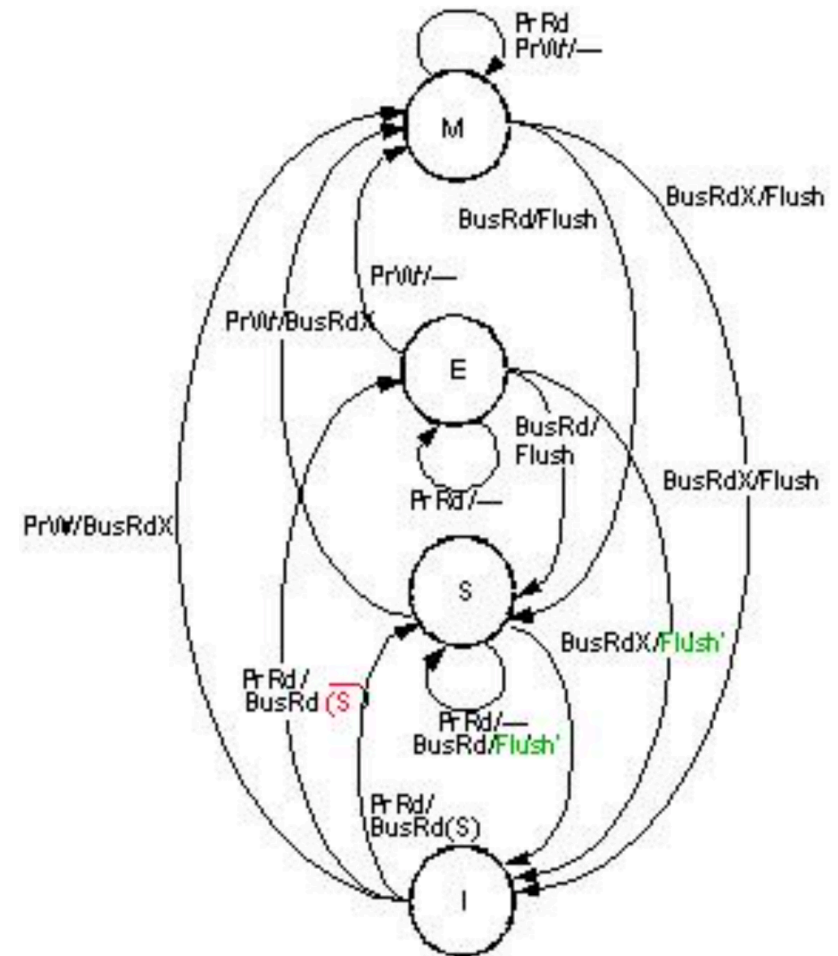 PrRd
PrWr/—
M
BusRdX/Flush
BusRd/Flush
PrWr/—
PrWr/BusRdX
E
BusRd/
Flush
BusRdX/Flush
PrRd/—
PrWr/BusRdX
S
BusRdX/Flush'
PrRd/
BusRd(S
PrRd/—
BusRd/Flush'
PrRd/
BusRd(S)
I